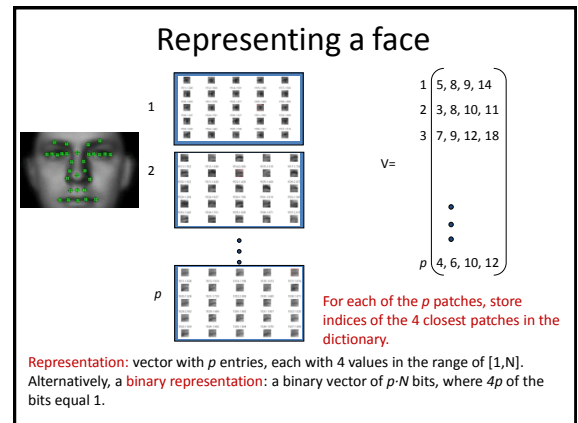 Representing a face
1
2
p
V=
1 5, 8, 9, 14
2 3, 8, 10, 11
3 7, 9, 12, 18
p 4, 6, 10, 12
For each of the p patches, store
indices of the 4 closest patches in the
dictionary.
Representation: vector with p entries, each with 4 values in the range of [1,N].
Alternatively, a binary representation: a binary vector of p·N bits, where 4p of the
bits equal 1.